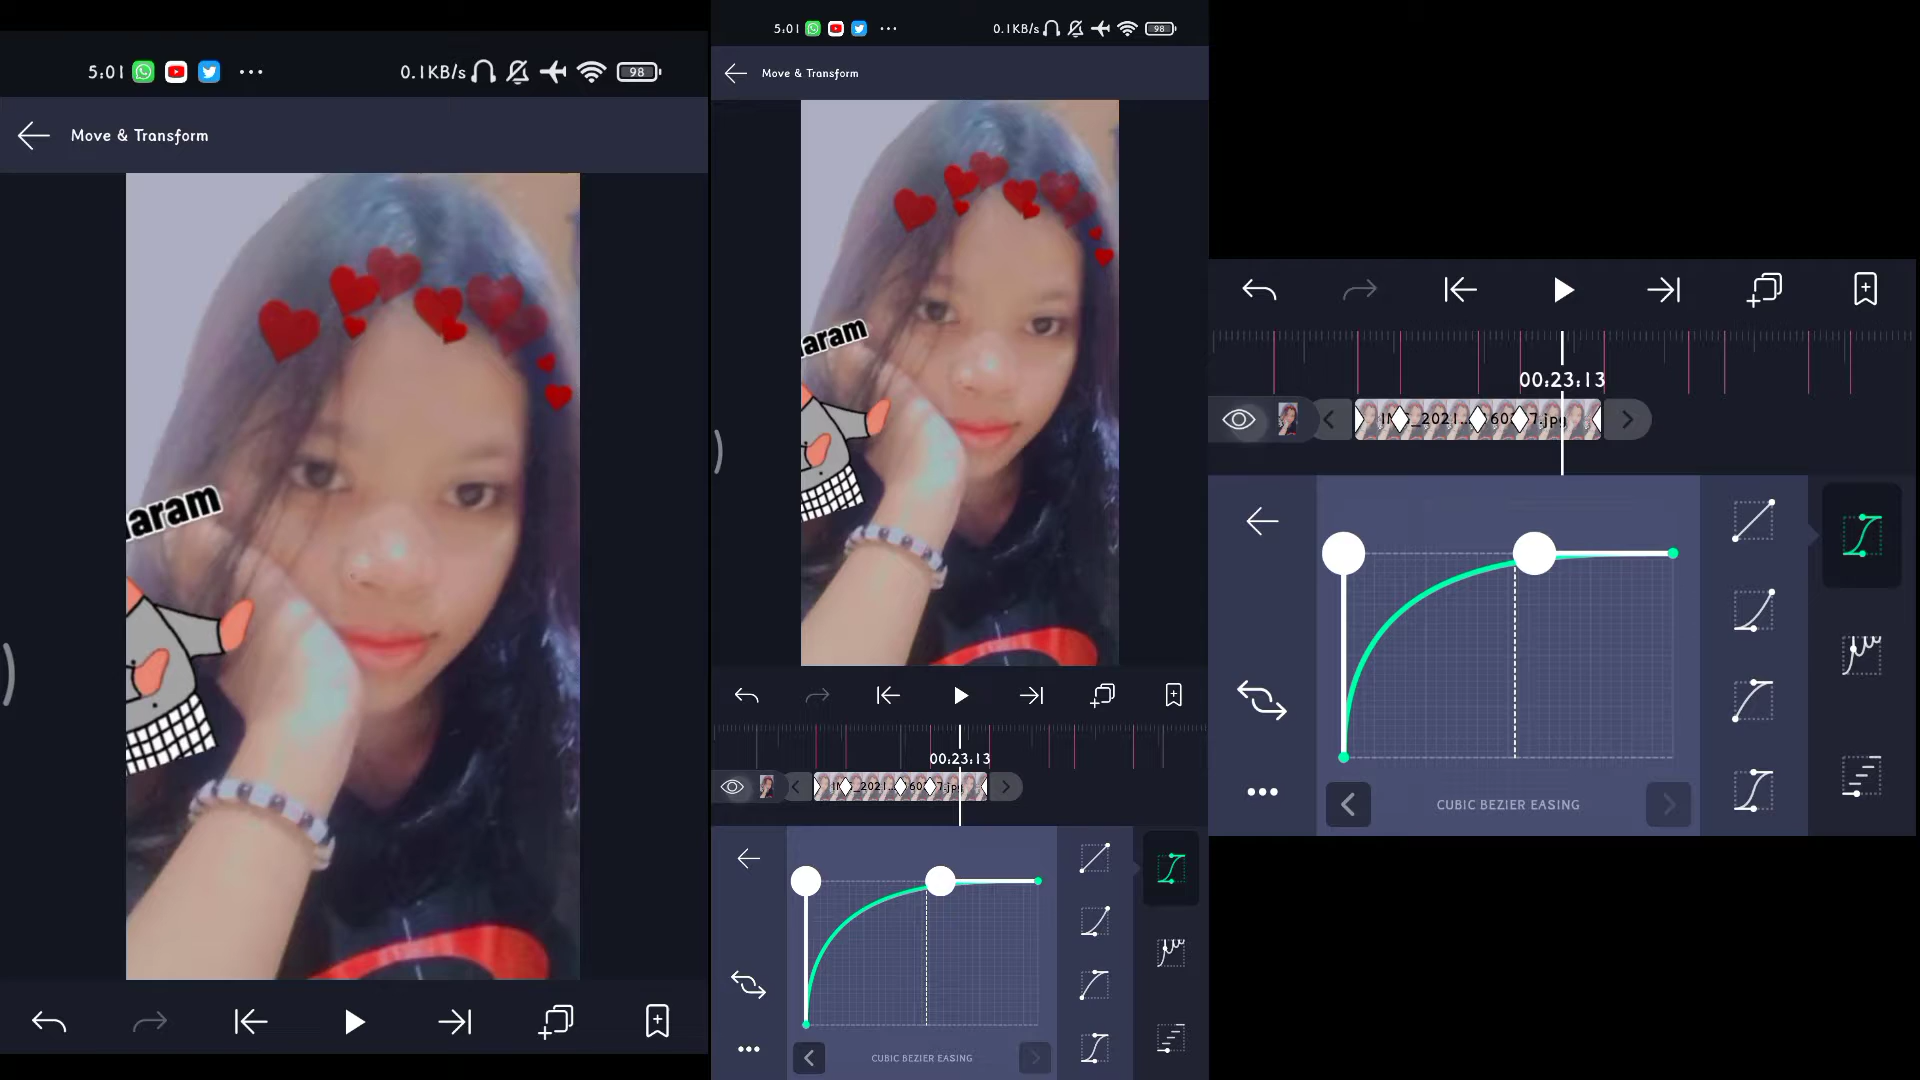 5:01
0.1KB/s
98
Move & Transform
aram
5:01
0.1KB/s
98
Move & Transform
aram
00:23:13
CUBIC BEZIER EASING
00:23:13
CUBIC BEZIER EASING